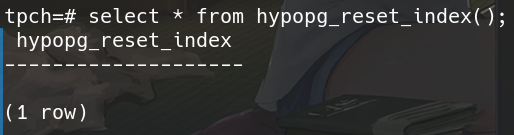 tpch=# select * from hypopg_reset_index();
 hypopg_reset_index
--------------------
(1 row)